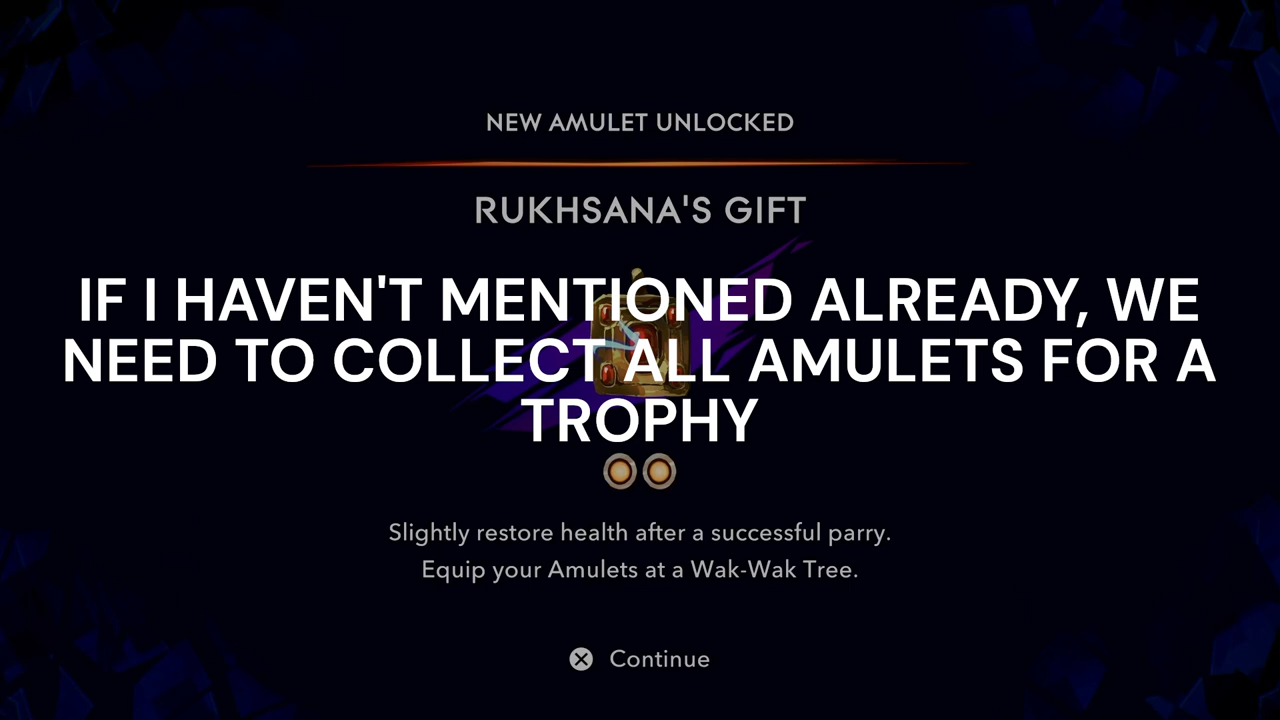 NEW AMULET UNLOCKED
RUKHSANA'S GIFT
IF I HAVEN'T MENTIONED ALREADY, WE
NEED TO COLLECT ALL AMULETS FOR A
TROPHY
Slightly restore health after a successful parry.
Equip your Amulets at a Wak-Wak Tree.
Continue